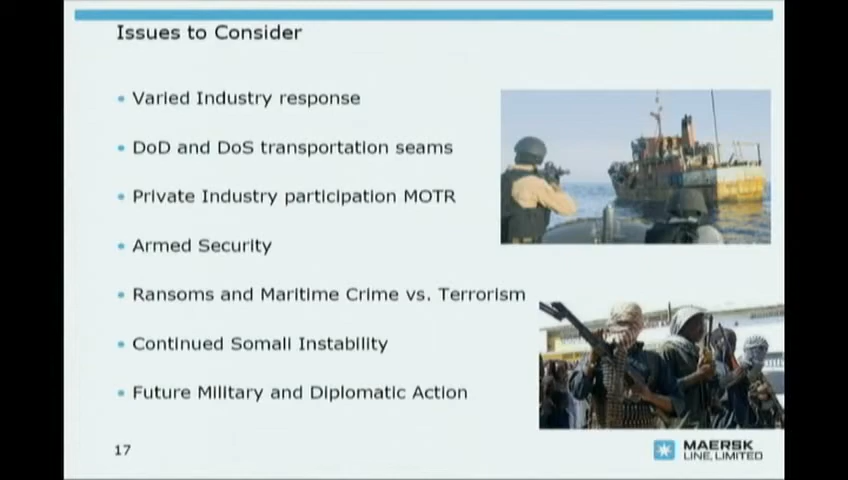 Issues to Consider
Varied Industry response
DoD and DoS transportation seams
Private Industry participation MOTR
Armed Security
Ransoms and Maritime Crime vs. Terrorism
Continued Somali Instability
Future Military and Diplomatic Action
17
MAERSK
LINE, LIMITED